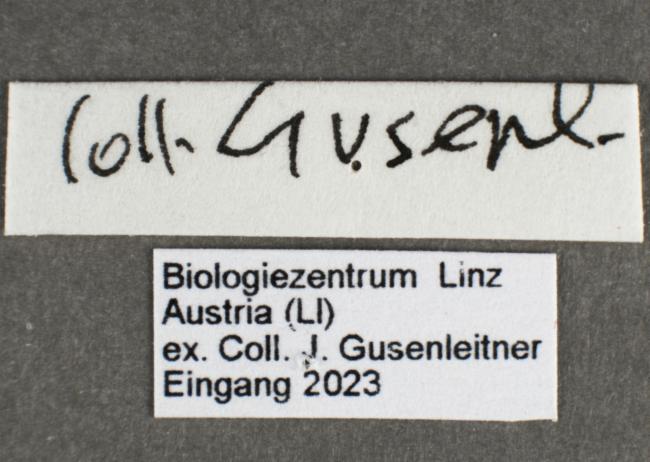 Coll. Gusenl.
Biologiezentrum Linz
Austria (LI)
ex. Coll. J. Gusenleitner
Eingang 2023